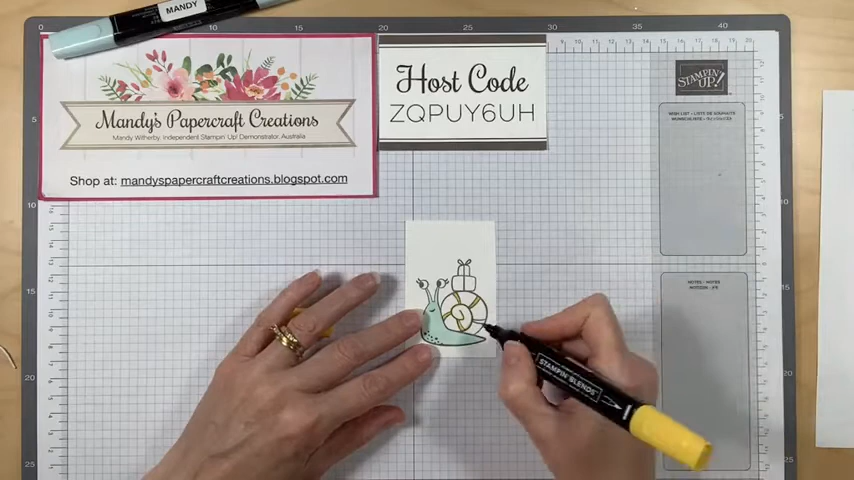 MANDY
Mandy's Papercraft Creations
Mandy Witherby, Independent Stampin' Up! Demonstrator, Australia
Shop at: mandyspapercraftcreations.blogspot.com
Host Code
ZQPUY6UH
STAMPIN' UP!
STAMPIN' BLENDS